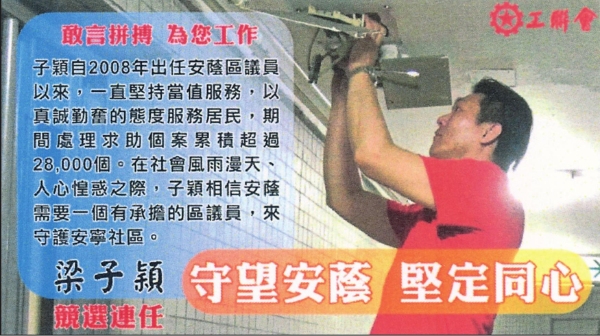 敢言拼搏 為您工作
工聯會
子穎自2008年出任安蔭區議員
以來，一直堅持當值服務，以
真誠勤奮的態度服務居民，期
間處理求助個案累積超過
28,000個。在社會風雨漫天、
人心惶惑之際，子穎相信安蔭
需要一個有承擔的區議員，來
守護安寧社區。
梁子穎
競選連任
守望安蔭 堅定同心